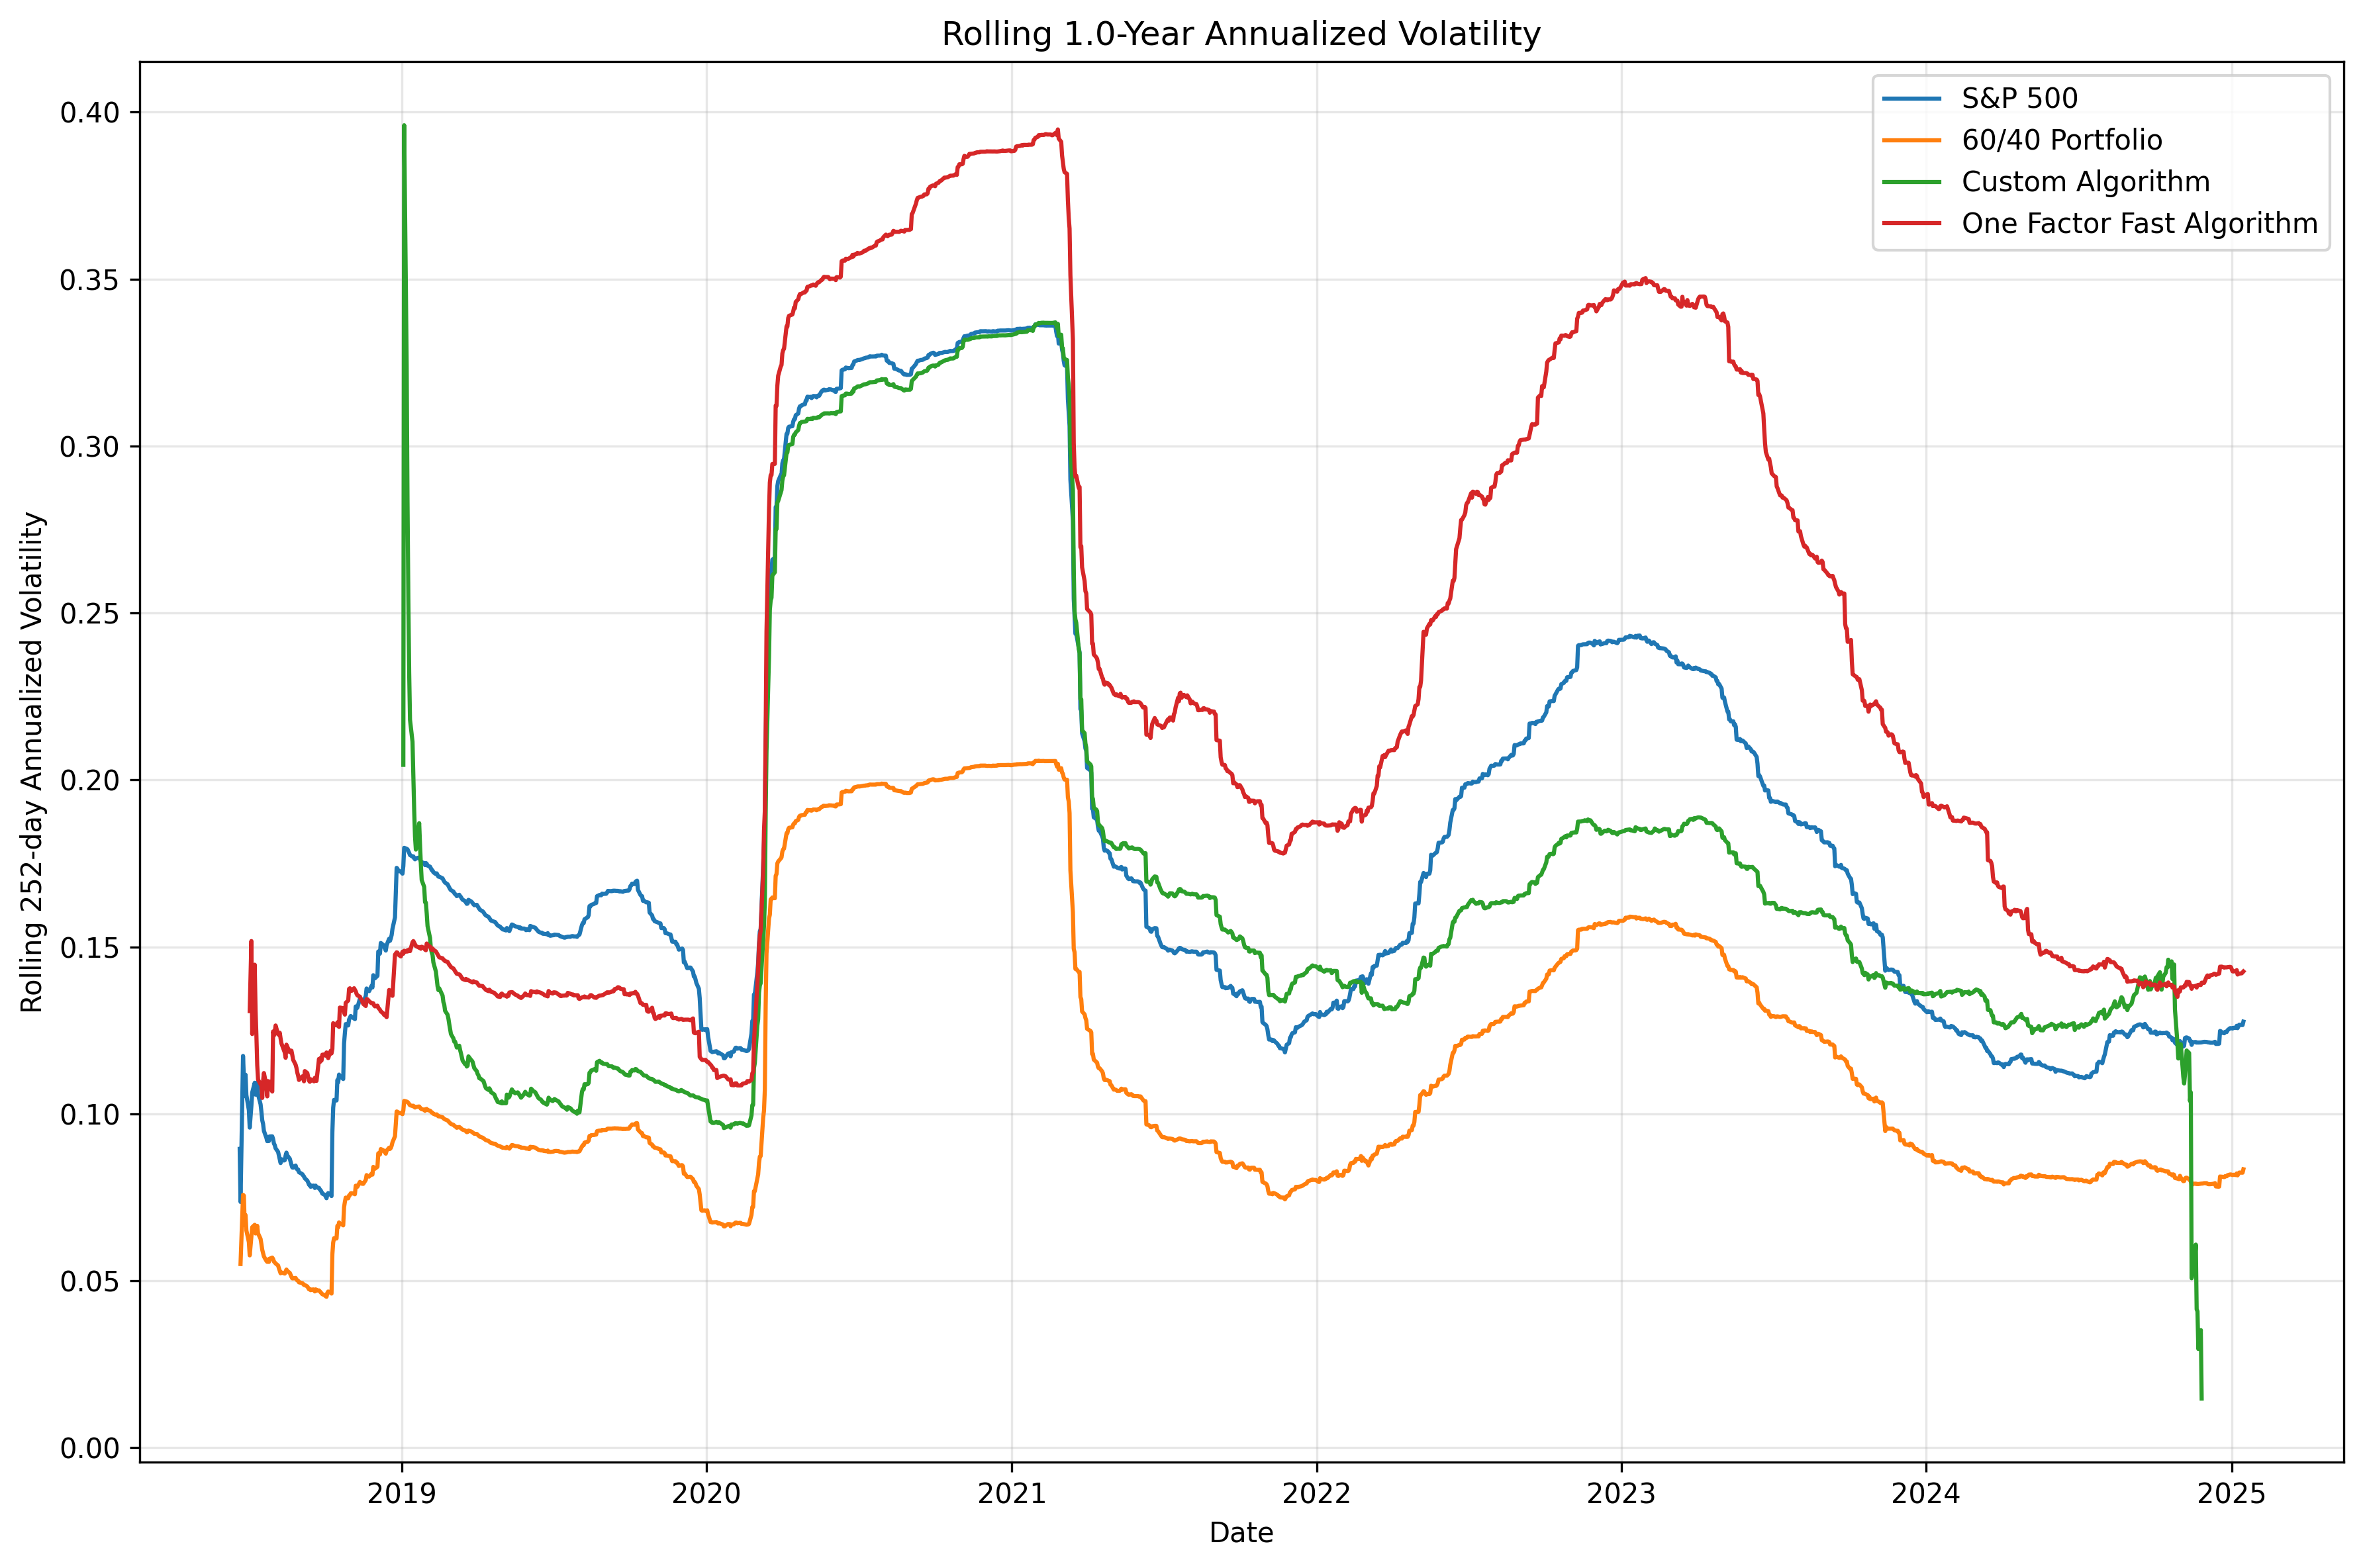 Rolling 1.0-Year Annualized Volatility
S&P 500
60/40 Portfolio
Custom Algorithm
One Factor Fast Algorithm
Rolling 252-day Annualized Volatility
0.40
0.35
0.30
0.25
0.20
0.15
0.10
0.05
0.00
2019
2020
2021
2022
2023
2024
2025
Date